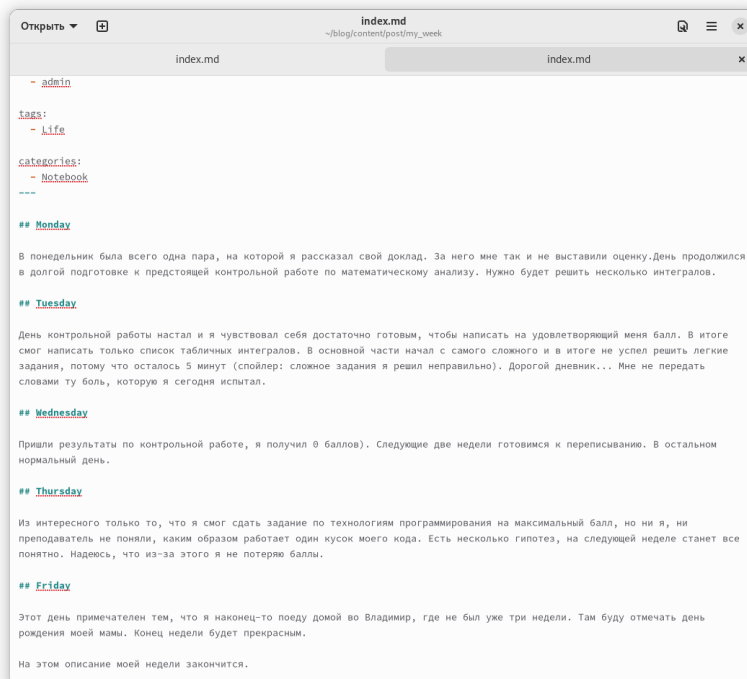 Открыть
index.md
~/blog/content/post/my_week
index.md
index.md
- admin
tags:
- Life
categories:
- Notebook
---
## Monday
В понедельник была всего одна пара, на которой я рассказал свой доклад. За него мне так и не выставили оценку.День продолжился
в долгой подготовке к предстоящей контрольной работе по математическому анализу. Нужно будет решить несколько интегралов.
## Tuesday
День контрольной работы настал и я чувствовал себя достаточно готовым, чтобы написать на удовлетворяющий меня балл. В итоге
смог написать только список табличных интегралов. В основной части начал с самого сложного и в итоге не успел решить легкие
задания, потому что осталось 5 минут (спойлер: сложное задания я решил неправильно). Дорогой дневник... Мне не передать
словами ту боль, которую я сегодня испытал.
## Wednesday
Пришли результаты по контрольной работе, я получил 0 баллов). Следующие две недели готовимся к переписыванию. В остальном
нормальный день.
## Thursday
Из интересного только то, что я смог сдать задание по технологиям программирования на максимальный балл, но ни я, ни
преподаватель не поняли, каким образом работает один кусок моего кода. Есть несколько гипотез, на следующей неделе станет все
понятно. Надеюсь, что из-за этого я не потеряю баллы.
## Friday
Этот день примечателен тем, что я наконец-то поеду домой во Владимир, где не был уже три недели. Там буду отмечать день
рождения моей мамы. Конец недели будет прекрасным.
На этом описание моей недели закончится.